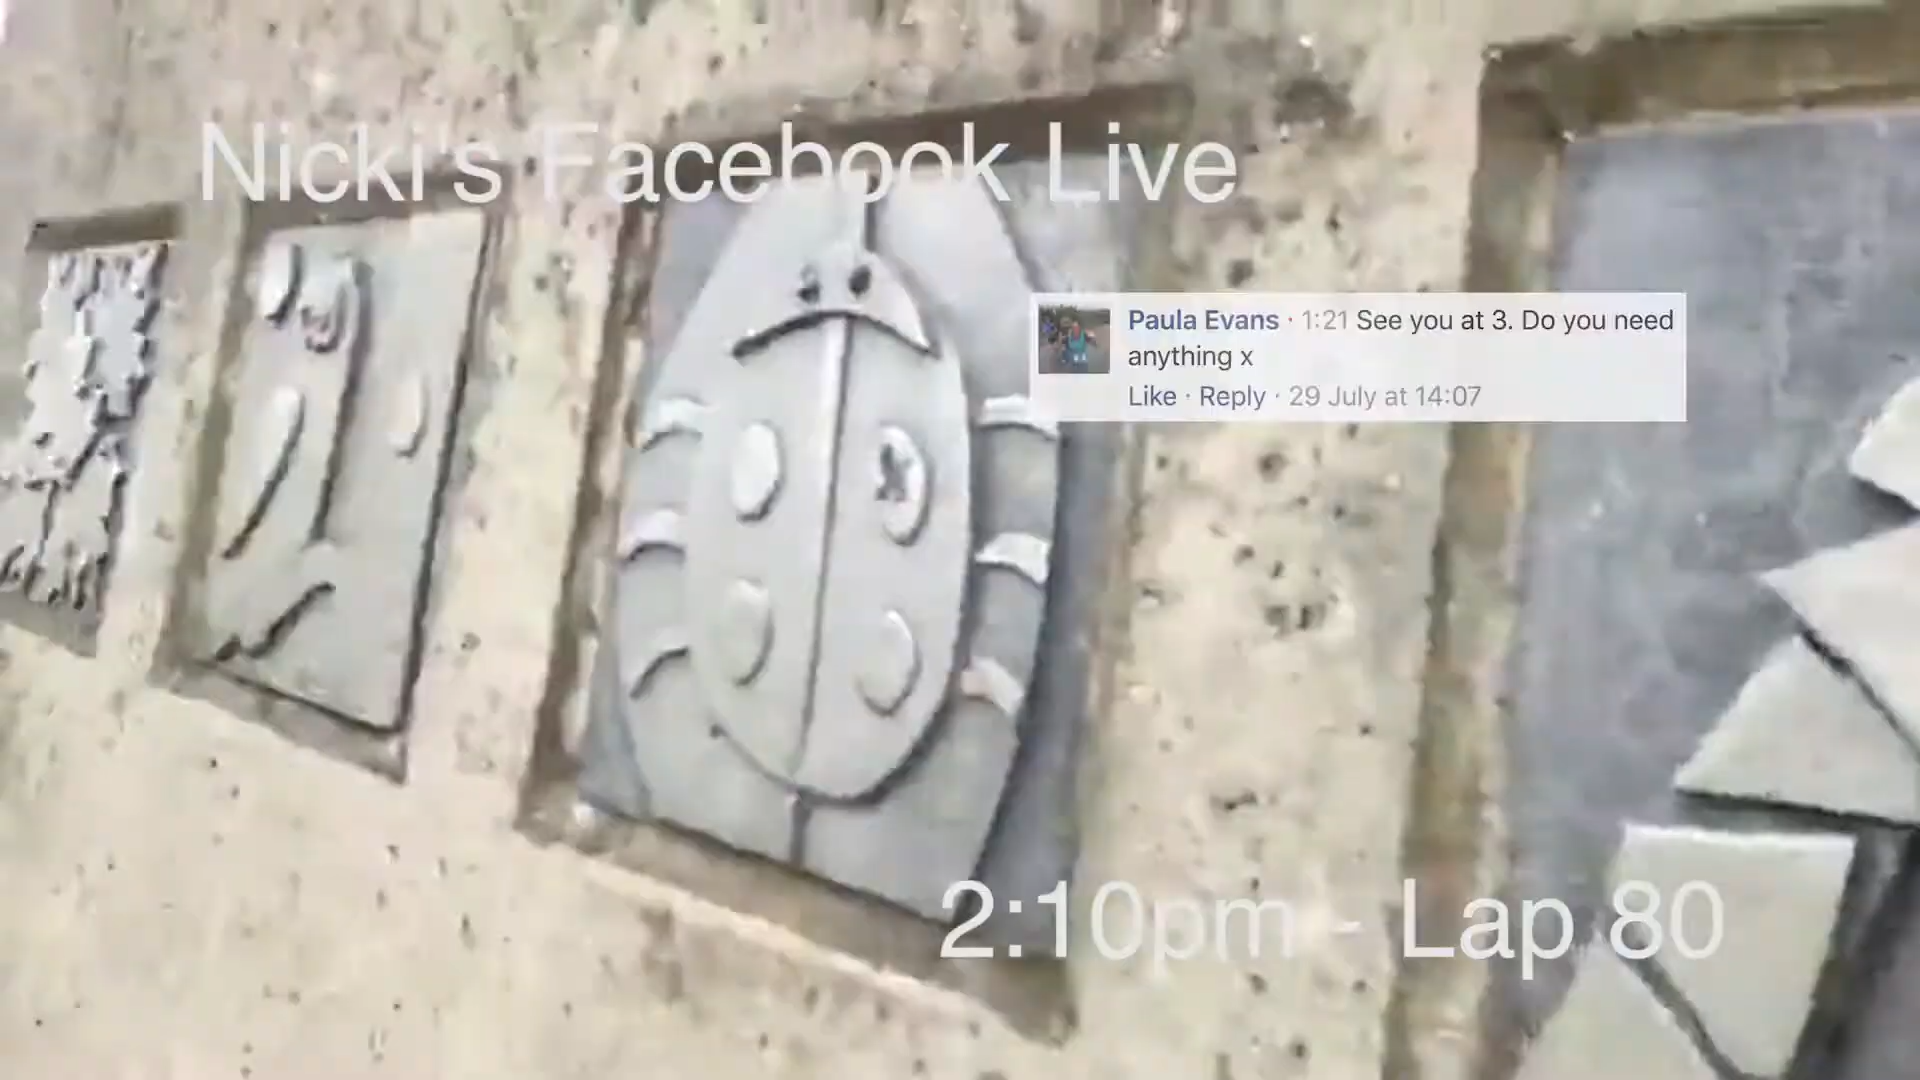 Nicki's Facebook Live
Paula Evans · 1:21 See you at 3. Do you need
anything x
Like · Reply · 29 July at 14:07
2:10pm - Lap 80